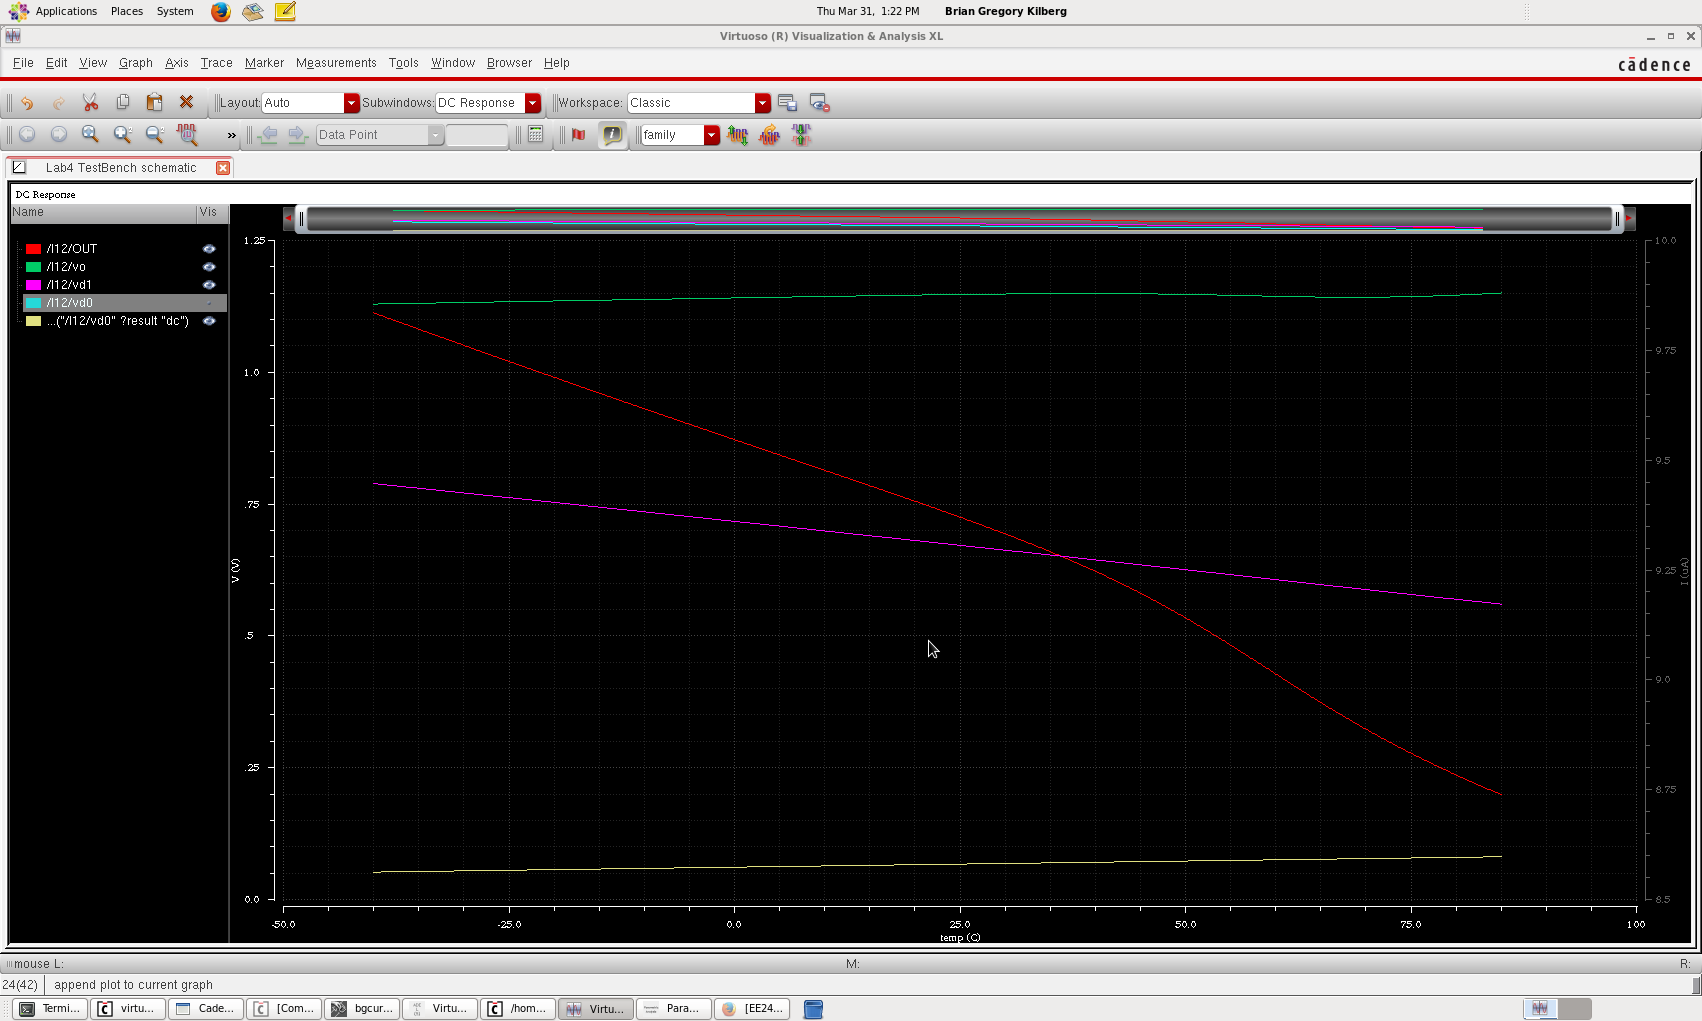 Applications Places System Thu Mar 31, 1:22 PM Brian Gregory Kilberg
Virtuoso (R) Visualization & Analysis XL
File Edit View Graph Axis Trace Marker Measurements Tools Window Browser Help cādence
Layout: Auto Subwindows: DC Response Workspace: Classic
» Data Point family
Lab4 TestBench schematic
DC Response
Name Vis
/I12/OUT
/I12/vo
/I12/vd1
/I12/vd0
...("/I12/vd0" ?result "dc")
1.25
1.0
.75
.5
.25
0.0
V (V)
10.0
9.75
9.5
9.25
9.0
8.75
8.5
I (uA)
-50.0 -25.0 0.0 25.0 50.0 75.0 100
temp (C)
mouse L: M: R:
24(42) append plot to current graph
Termi... virtu... Cade... [Com... bgcur... Virtu... /hom... Virtu... Para... [EE24...